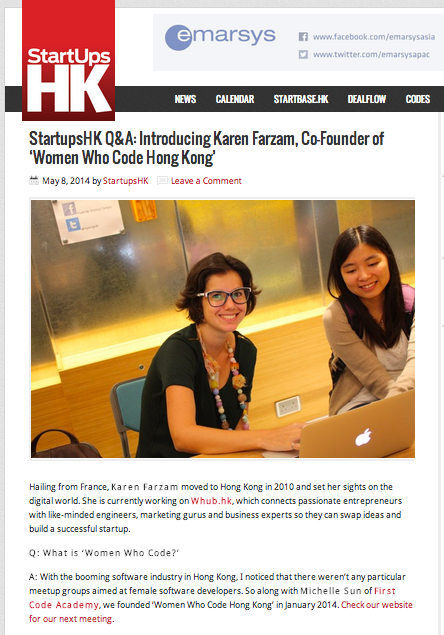 StartUps
HK
emarsys
www.facebook.com/emarsysasia
www.twitter.com/emarsysapac
NEWS CALENDAR STARTBASE.HK DEALFLOW CODES
StartupsHK Q&A: Introducing Karen Farzam, Co-Founder of
‘Women Who Code Hong Kong’
May 8, 2014 by StartupsHK Leave a Comment
Hailing from France, Karen Farzam moved to Hong Kong in 2010 and set her sights on the
digital world. She is currently working on Whub.hk, which connects passionate entrepreneurs
with like-minded engineers, marketing gurus and business experts so they can swap ideas and
build a successful startup.
Q: What is ‘Women Who Code?’
A: With the booming software industry in Hong Kong, I noticed that there weren’t any particular
meetup groups aimed at female software developers. So along with Michelle Sun of First
Code Academy, we founded ‘Women Who Code Hong Kong’ in January 2014. Check our website
for our next meeting.